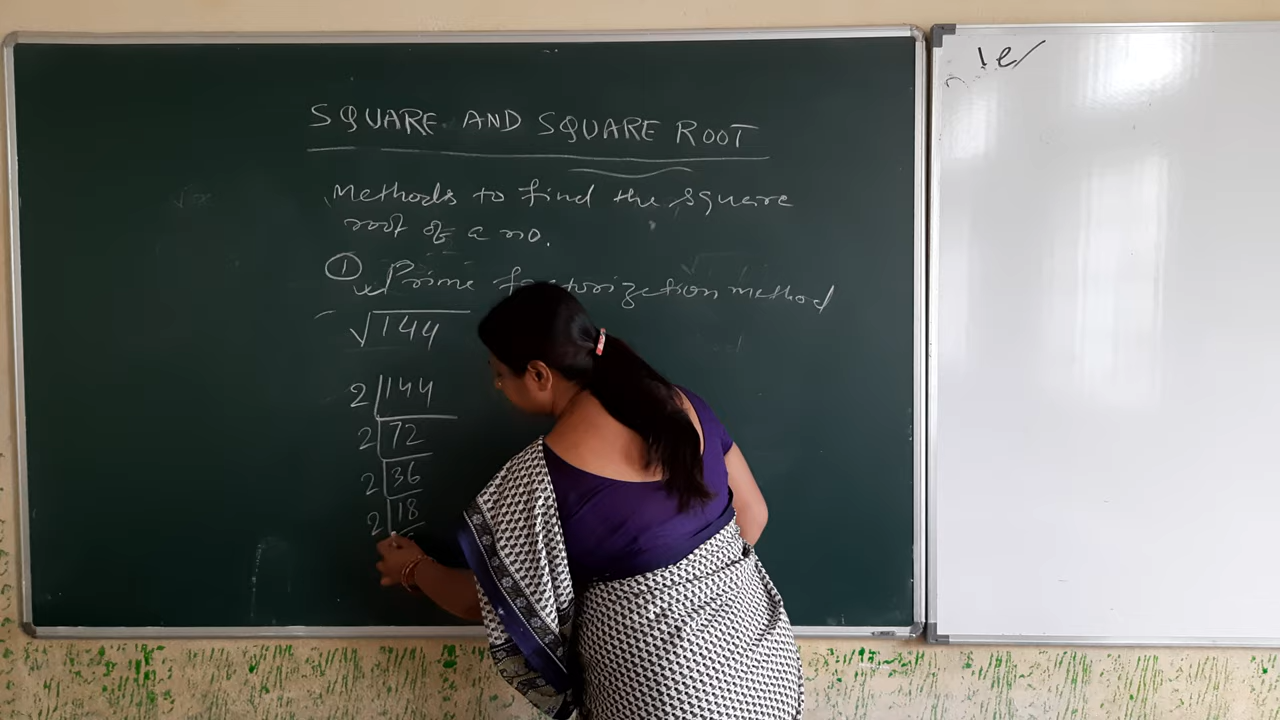 SQUARE AND SQUARE ROOT
Methods to find the square
root of a no.
① Prime factorization method
√144
2 | 144
2 | 72
2 | 36
2 | 18